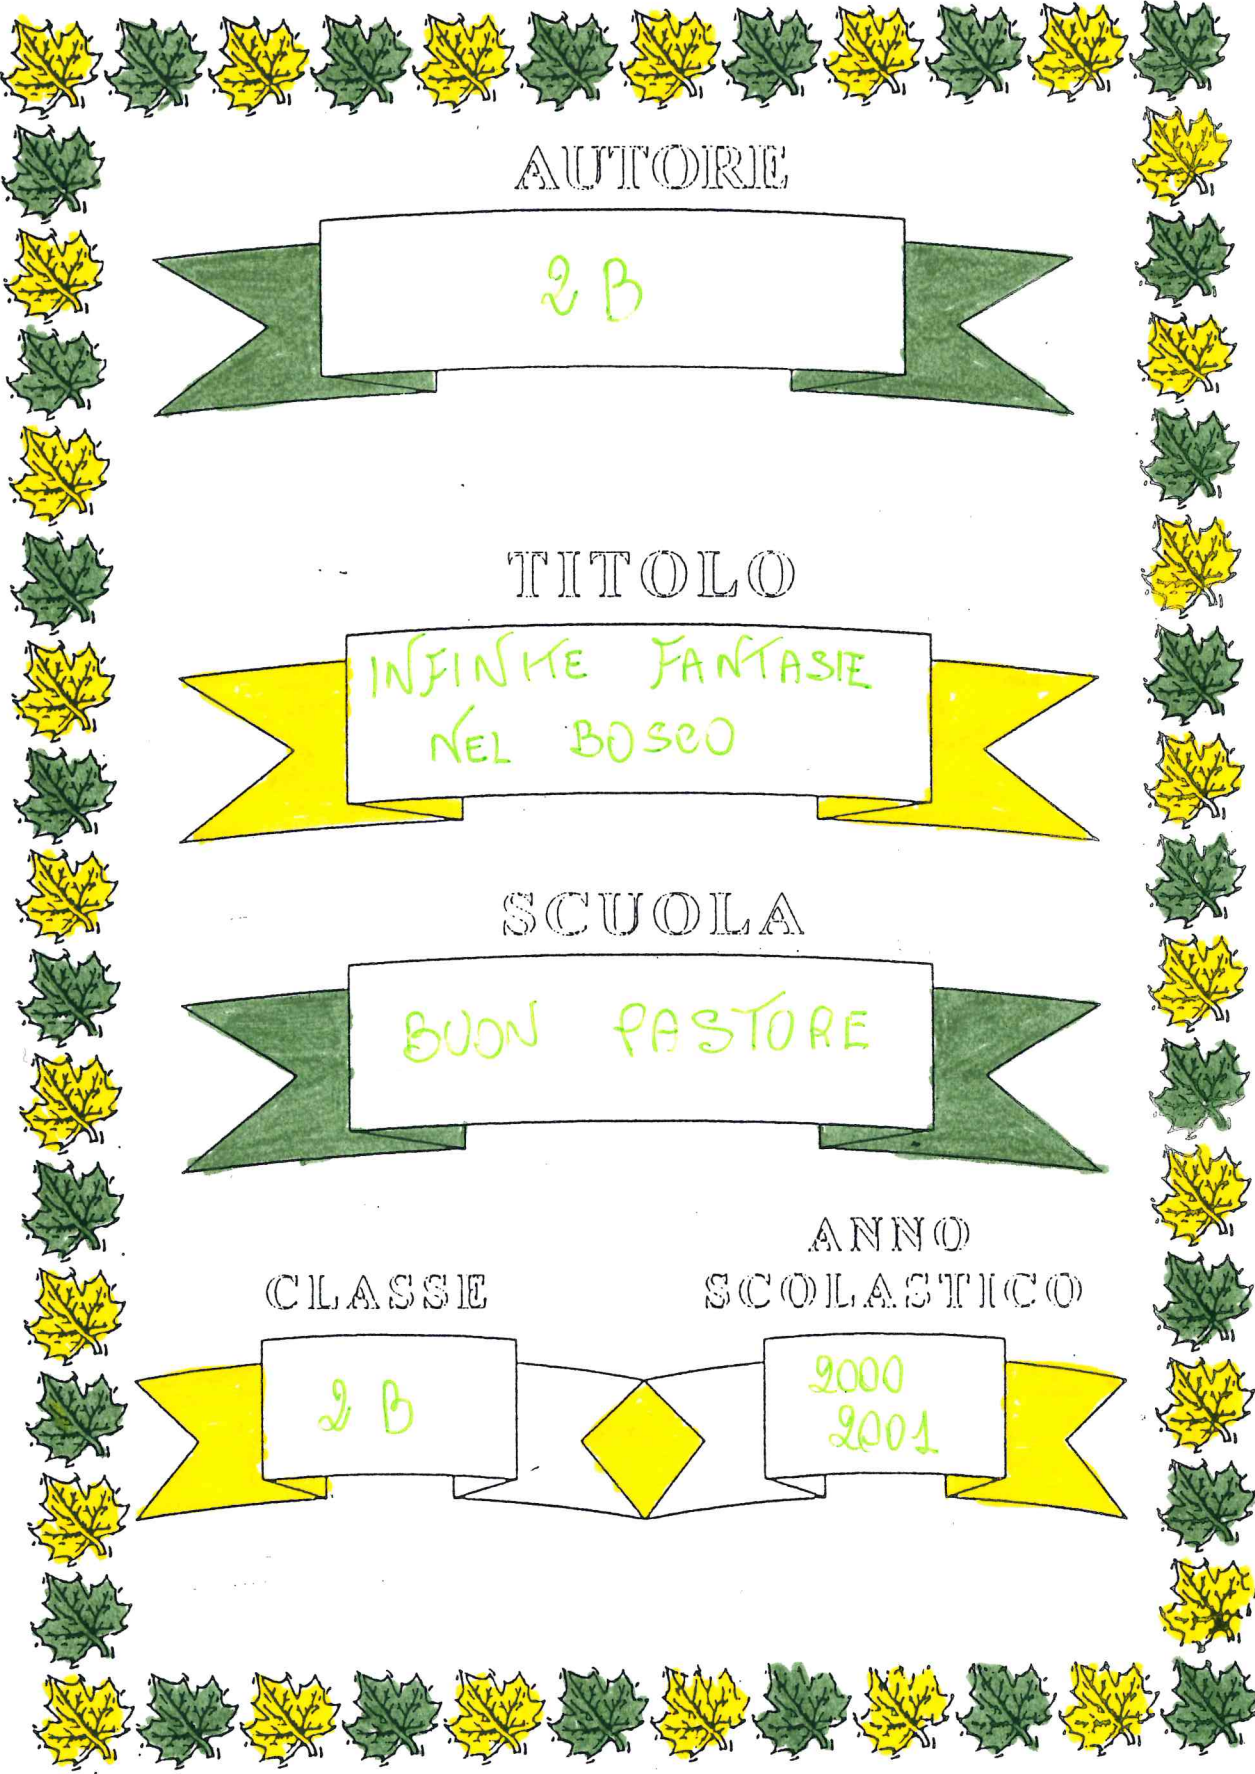 AUTORE
2 B
TITOLO
INFINITE FANTASIE
NEL BOSCO
SCUOLA
BUON PASTORE
CLASSE
2 B
ANNO
SCOLASTICO
2000
2001